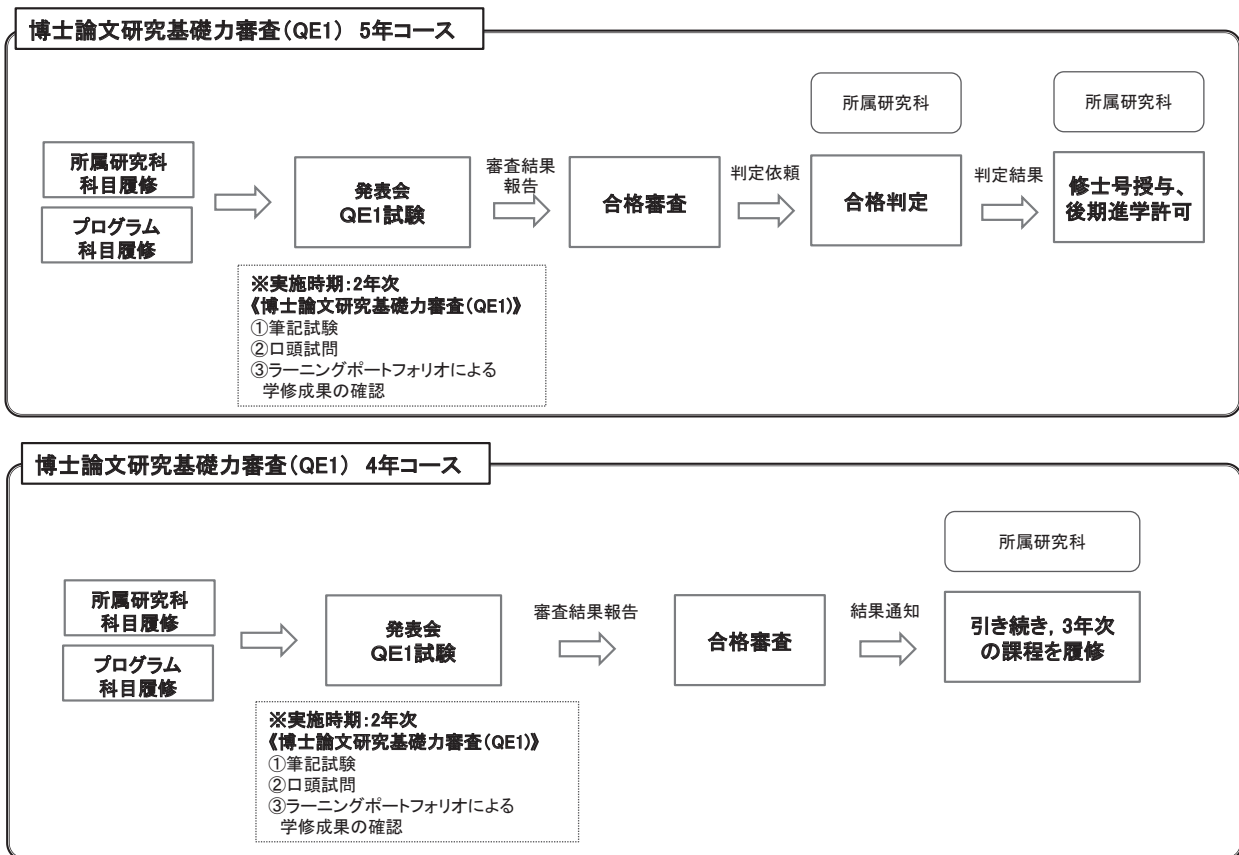 博士論文研究基礎力審査(QE1) 5年コース
所属研究科
所属研究科
所属研究科
科目履修
プログラム
科目履修
発表会
QE1試験
審査結果
報告
合格審査
判定依頼
合格判定
判定結果
修士号授与、
後期進学許可
※実施時期:2年次
《博士論文研究基礎力審査(QE1)》
①筆記試験
②口頭試問
③ラーニングポートフォリオによる
学修成果の確認
博士論文研究基礎力審査(QE1) 4年コース
所属研究科
所属研究科
科目履修
プログラム
科目履修
発表会
QE1試験
審査結果報告
合格審査
結果通知
引き続き, 3年次
の課程を履修
※実施時期:2年次
《博士論文研究基礎力審査(QE1)》
①筆記試験
②口頭試問
③ラーニングポートフォリオによる
学修成果の確認